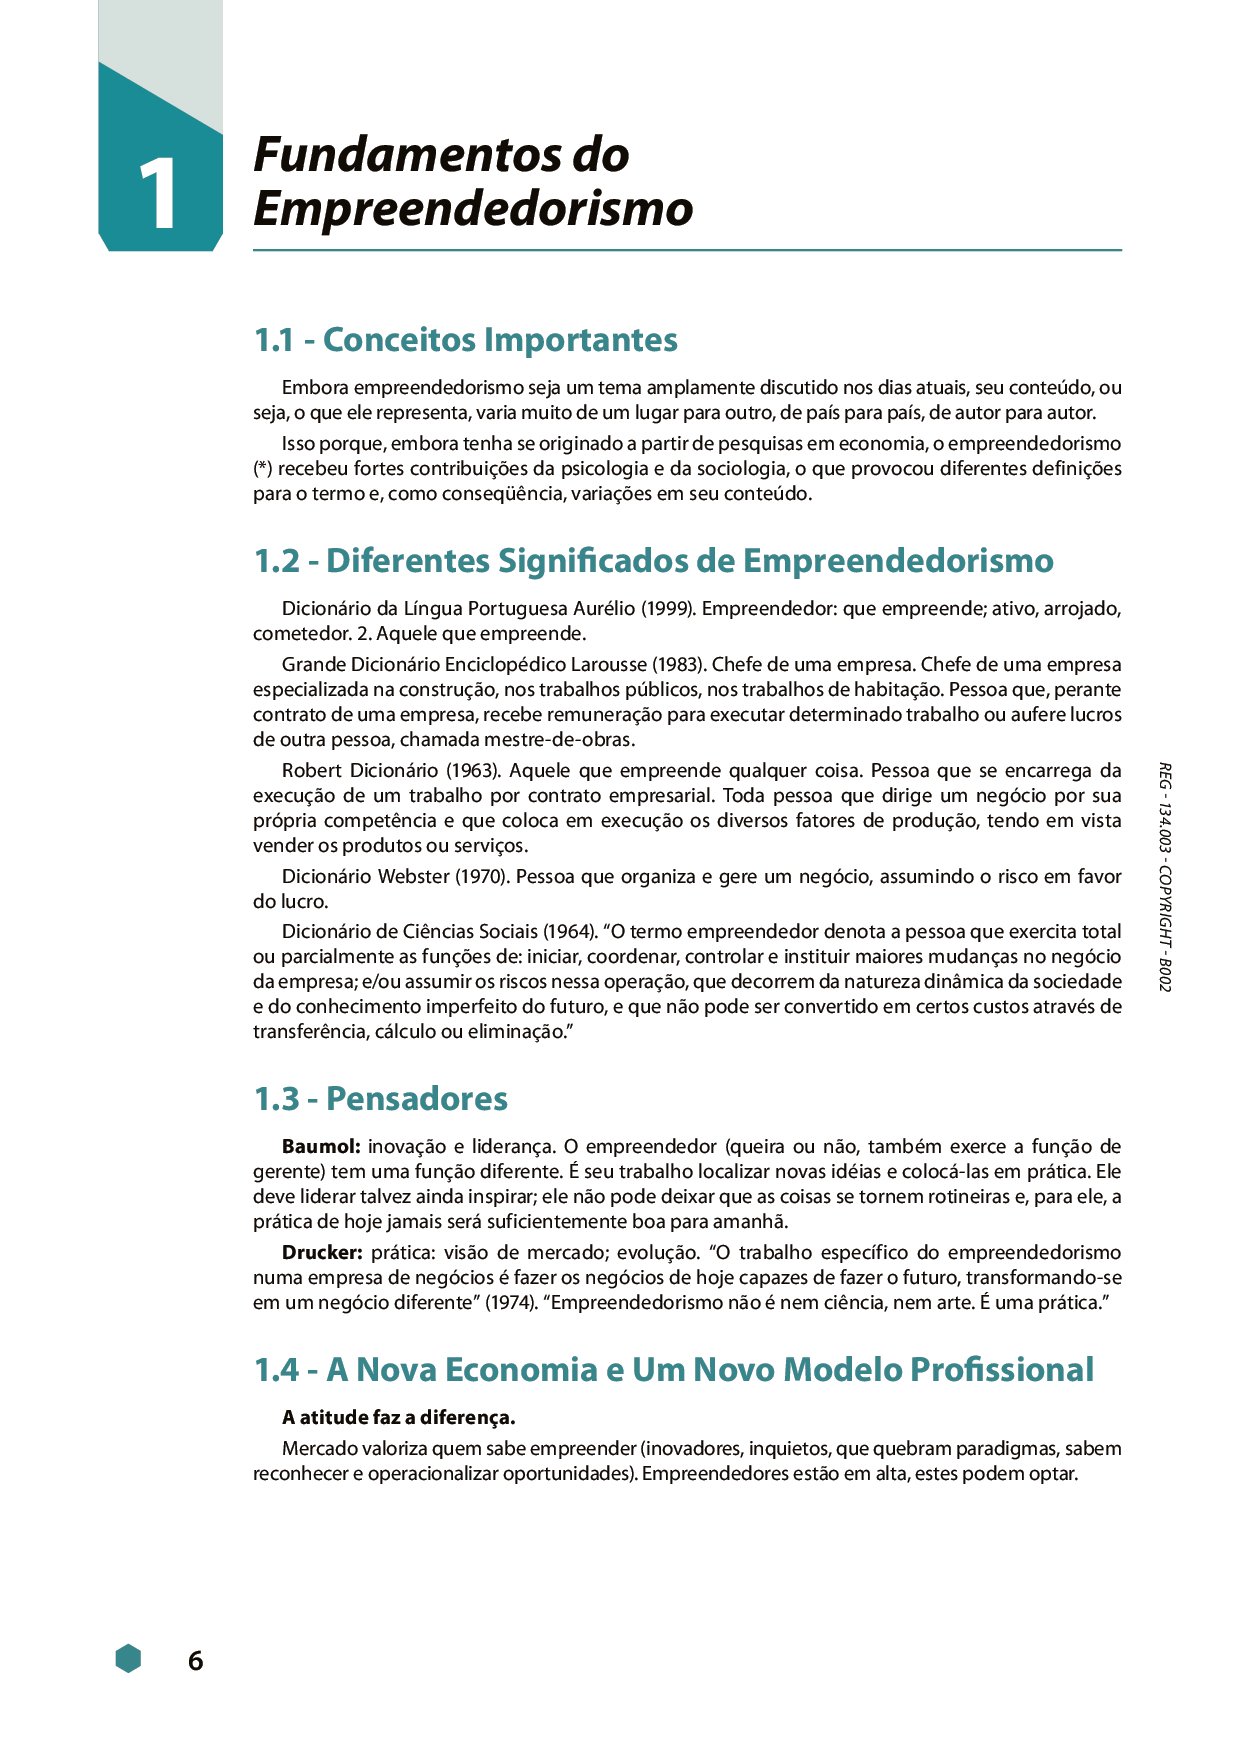 1
Fundamentos do
Empreendedorismo
1.1 - Conceitos Importantes
Embora empreendedorismo seja um tema amplamente discutido nos dias atuais, seu conteúdo, ou
seja, o que ele representa, varia muito de um lugar para outro, de país para país, de autor para autor.
Isso porque, embora tenha se originado a partir de pesquisas em economia, o empreendedorismo
(*) recebeu fortes contribuições da psicologia e da sociologia, o que provocou diferentes definições
para o termo e, como conseqüência, variações em seu conteúdo.
1.2 - Diferentes Significados de Empreendedorismo
Dicionário da Língua Portuguesa Aurélio (1999). Empreendedor: que empreende; ativo, arrojado,
cometedor. 2. Aquele que empreende.
Grande Dicionário Enciclopédico Larousse (1983). Chefe de uma empresa. Chefe de uma empresa
especializada na construção, nos trabalhos públicos, nos trabalhos de habitação. Pessoa que, perante
contrato de uma empresa, recebe remuneração para executar determinado trabalho ou aufere lucros
de outra pessoa, chamada mestre-de-obras.
Robert Dicionário (1963). Aquele que empreende qualquer coisa. Pessoa que se encarrega da
execução de um trabalho por contrato empresarial. Toda pessoa que dirige um negócio por sua
própria competência e que coloca em execução os diversos fatores de produção, tendo em vista
vender os produtos ou serviços.
Dicionário Webster (1970). Pessoa que organiza e gere um negócio, assumindo o risco em favor
do lucro.
Dicionário de Ciências Sociais (1964). “O termo empreendedor denota a pessoa que exercita total
ou parcialmente as funções de: iniciar, coordenar, controlar e instituir maiores mudanças no negócio
da empresa; e/ou assumir os riscos nessa operação, que decorrem da natureza dinâmica da sociedade
e do conhecimento imperfeito do futuro, e que não pode ser convertido em certos custos através de
transferência, cálculo ou eliminação.”
1.3 - Pensadores
Baumol: inovação e liderança. O empreendedor (queira ou não, também exerce a função de
gerente) tem uma função diferente. É seu trabalho localizar novas idéias e colocá-las em prática. Ele
deve liderar talvez ainda inspirar; ele não pode deixar que as coisas se tornem rotineiras e, para ele, a
prática de hoje jamais será suficientemente boa para amanhã.
Drucker: prática: visão de mercado; evolução. “O trabalho específico do empreendedorismo
numa empresa de negócios é fazer os negócios de hoje capazes de fazer o futuro, transformando-se
em um negócio diferente” (1974). “Empreendedorismo não é nem ciência, nem arte. É uma prática.”
1.4 - A Nova Economia e Um Novo Modelo Profissional
A atitude faz a diferença.
Mercado valoriza quem sabe empreender (inovadores, inquietos, que quebram paradigmas, sabem
reconhecer e operacionalizar oportunidades). Empreendedores estão em alta, estes podem optar.
REG - 134.003 - COPYRIGHT - B002
6